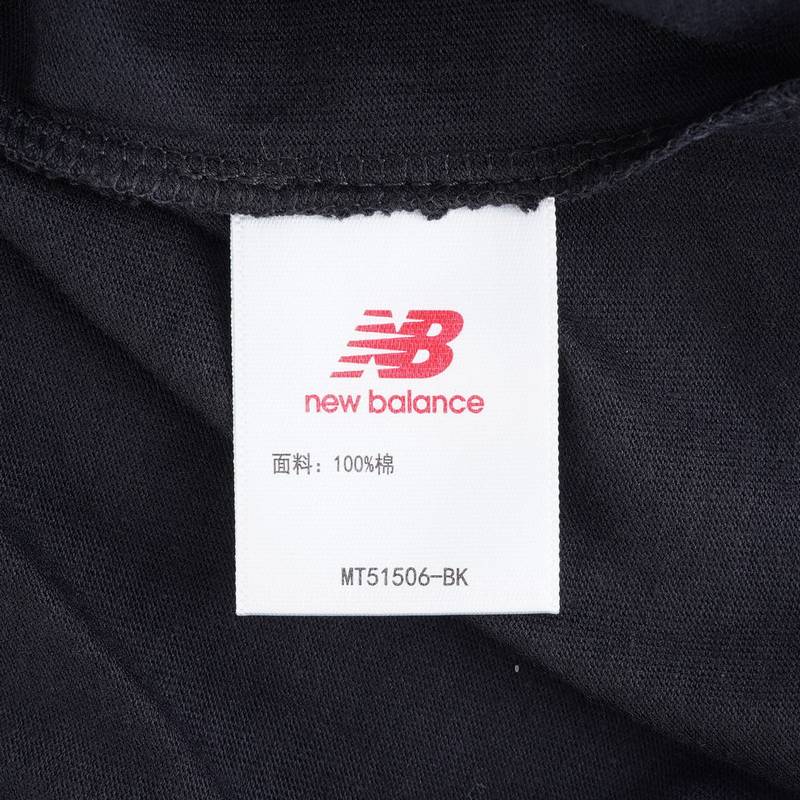 NB
new balance
面料: 100%棉
MT51506-BK